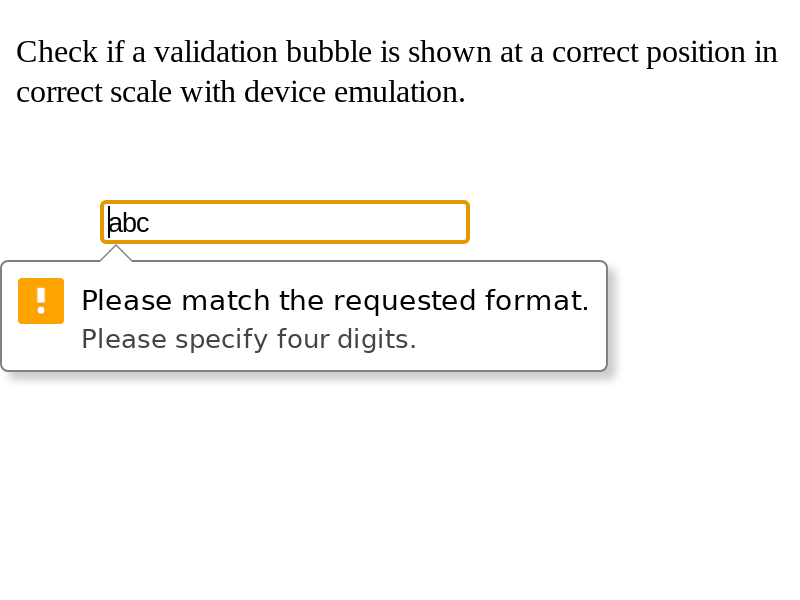 Check if a validation bubble is shown at a correct position in
correct scale with device emulation.
abc
Please match the requested format.
Please specify four digits.